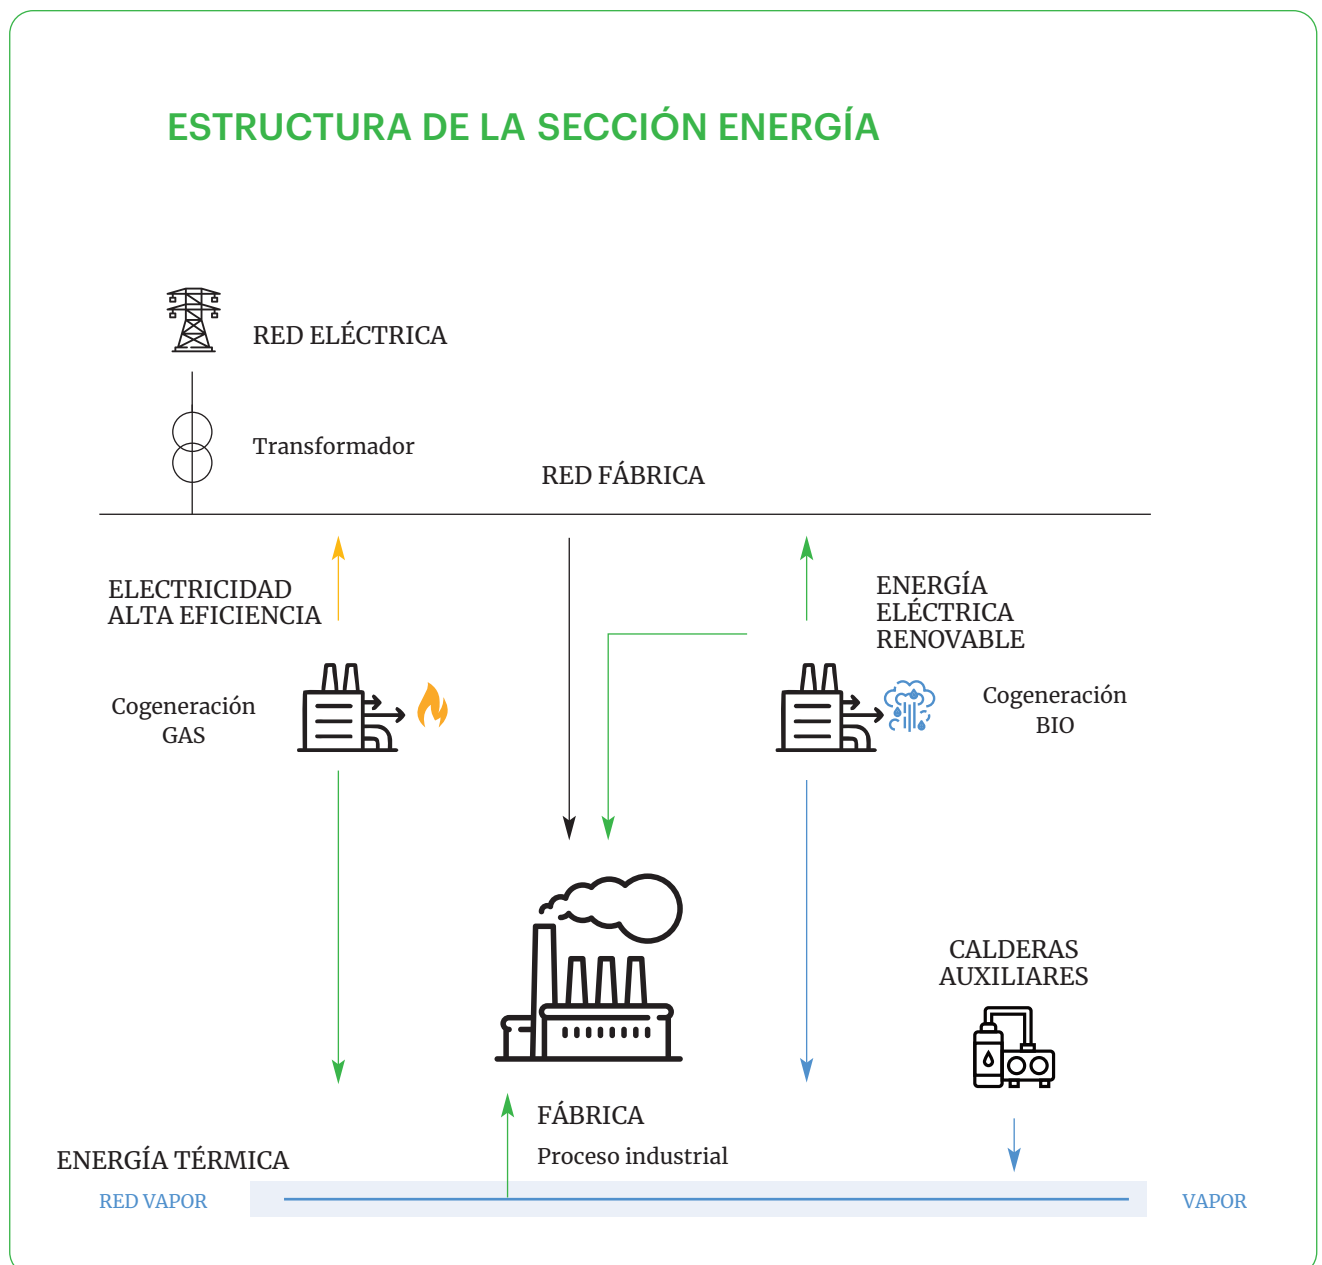 ESTRUCTURA DE LA SECCIÓN ENERGÍA
RED ELÉCTRICA
Transformador
RED FÁBRICA
ELECTRICIDAD
ALTA EFICIENCIA
ENERGÍA
ELÉCTRICA
RENOVABLE
Cogeneración
GAS
Cogeneración
BIO
CALDERAS
AUXILIARES
FÁBRICA
Proceso industrial
ENERGÍA TÉRMICA
RED VAPOR
VAPOR